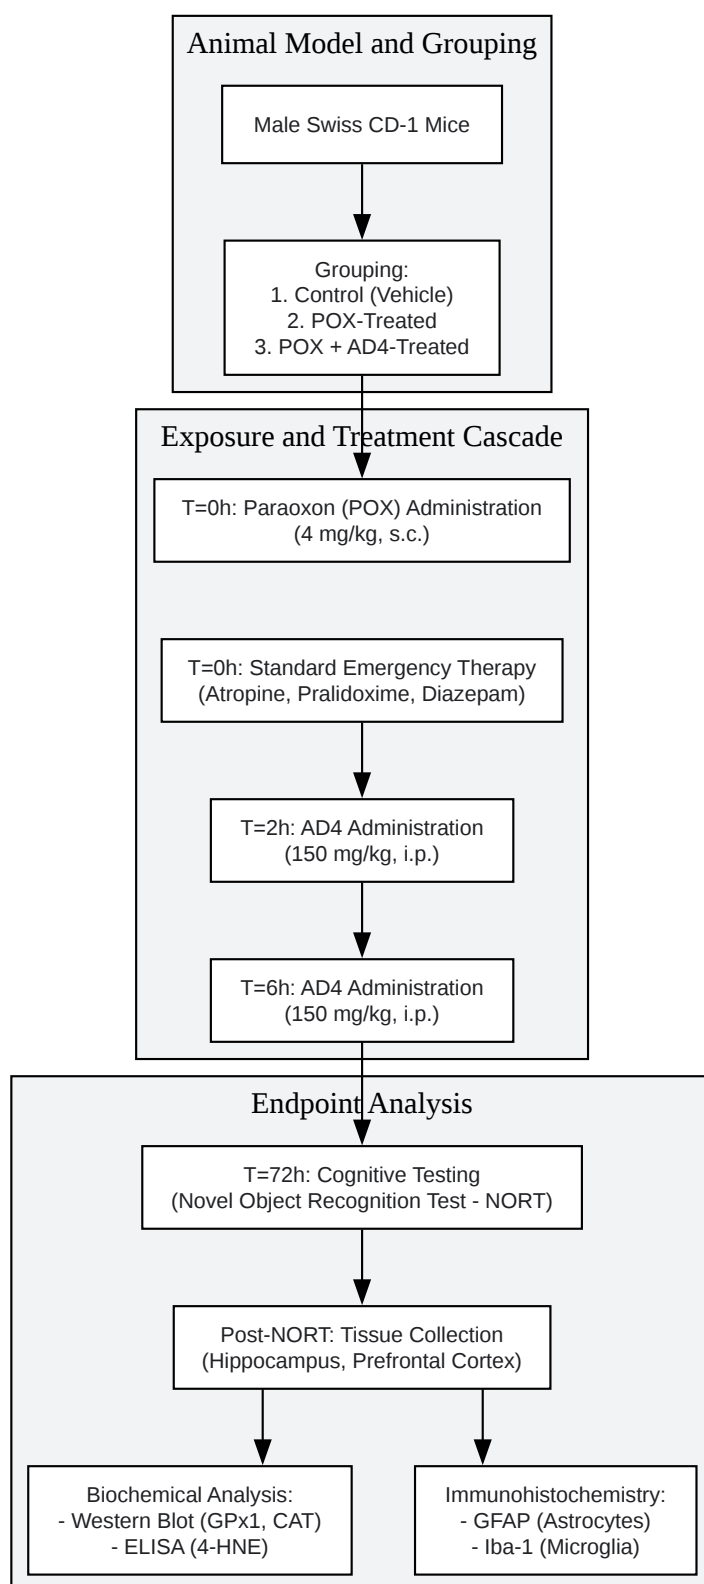 Animal Model and Grouping
Male Swiss CD-1 Mice
Grouping:
1. Control (Vehicle)
2. POX-Treated
3. POX + AD4-Treated
Exposure and Treatment Cascade
T=0h: Paraoxon (POX) Administration
(4 mg/kg, s.c.)
T=0h: Standard Emergency Therapy
(Atropine, Pralidoxime, Diazepam)
T=2h: AD4 Administration
(150 mg/kg, i.p.)
T=6h: AD4 Administration
(150 mg/kg, i.p.)
Endpoint Analysis
T=72h: Cognitive Testing
(Novel Object Recognition Test - NORT)
Post-NORT: Tissue Collection
(Hippocampus, Prefrontal Cortex)
Biochemical Analysis:
- Western Blot (GPx1, CAT)
- ELISA (4-HNE)
Immunohistochemistry:
- GFAP (Astrocytes)
- Iba-1 (Microglia)